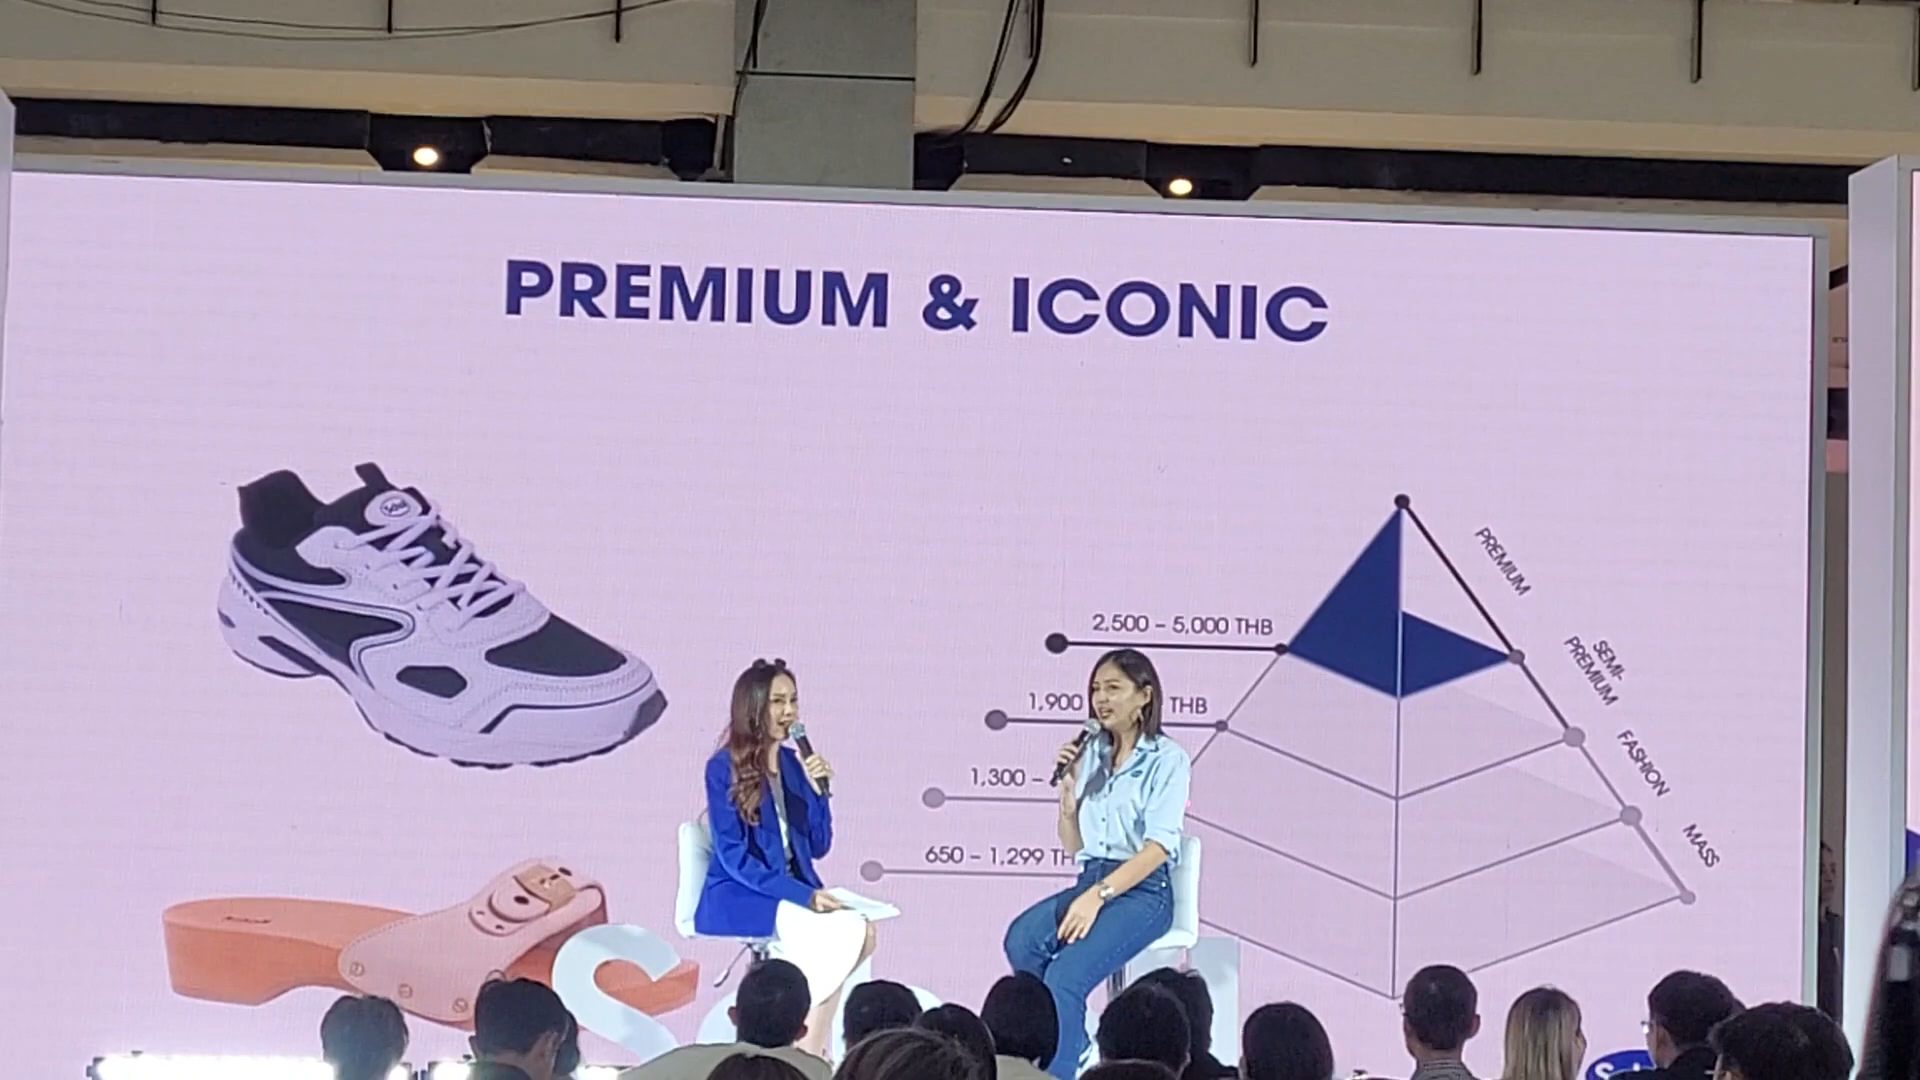 PREMIUM & ICONIC
Scholl
PREMIUM
2,500 – 5,000 THB
SEMI-
PREMIUM
1,900 THB
FASHION
1,300 –
MASS
650 – 1,299 TH